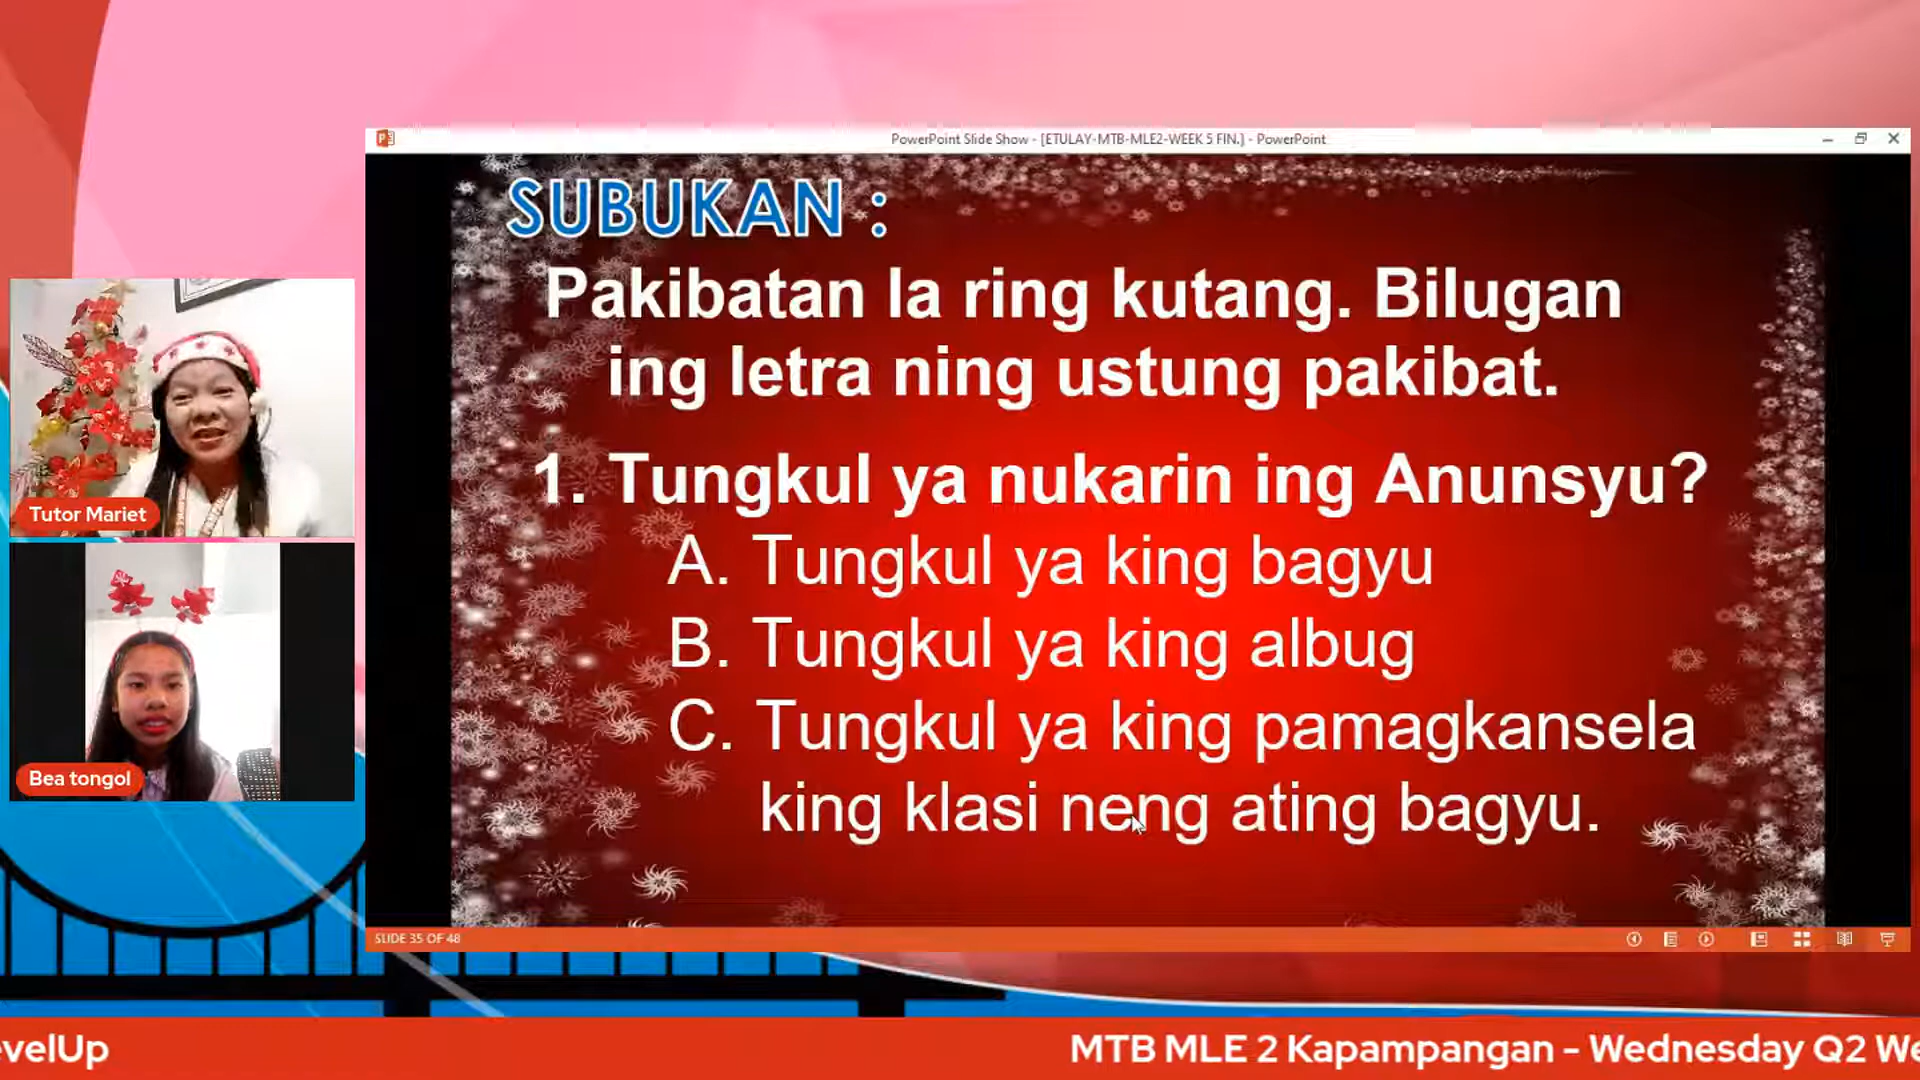 PowerPoint Slide Show - [ETULAY-MTB-MLE2-WEEK 5 FIN.] - PowerPoint
SUBUKAN :
Pakibatan la ring kutang. Bilugan
ing letra ning ustung pakibat.
1. Tungkul ya nukarin ing Anunsyu?
A. Tungkul ya king bagyu
B. Tungkul ya king albug
C. Tungkul ya king pamagkansela
king klasi neng ating bagyu.
Tutor Mariet
Bea tongol
SLIDE 35 OF 48
evelUp
MTB MLE 2 Kapampangan - Wednesday Q2 We